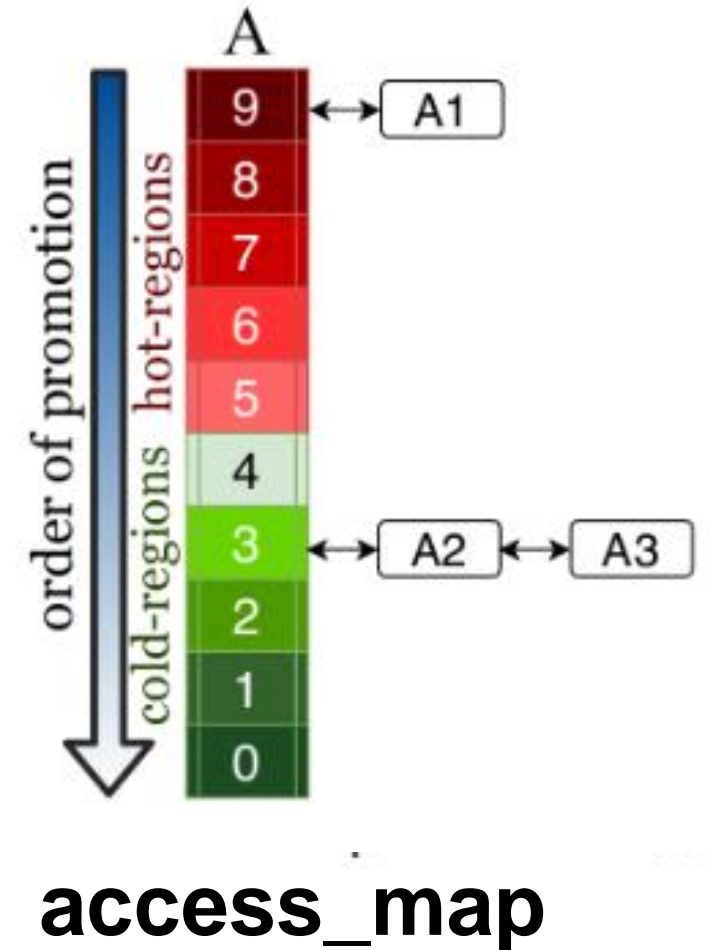 A
order of promotion
hot-regions
cold-regions
9
A1
8
7
6
5
4
3
A2
A3
2
1
0
access_map